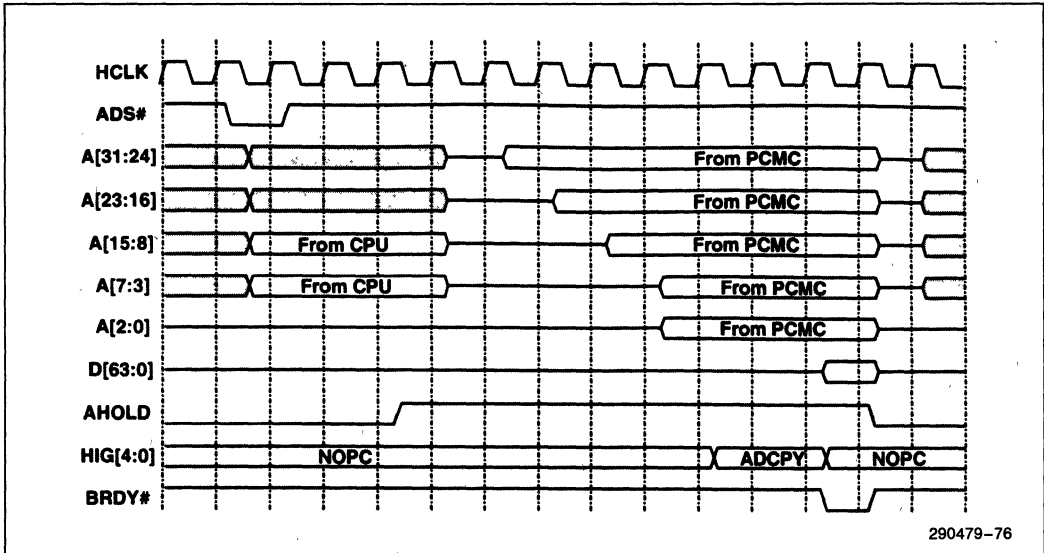 HCLK
ADS#
A[31:24] From PCMC
A[23:16] From PCMC
A[15:8] From CPU From PCMC
A[7:3] From CPU From PCMC
A[2:0] From PCMC
D[63:0]
AHOLD
HIG[4:0] NOPC ADCPY NOPC
BRDY#
290479-76